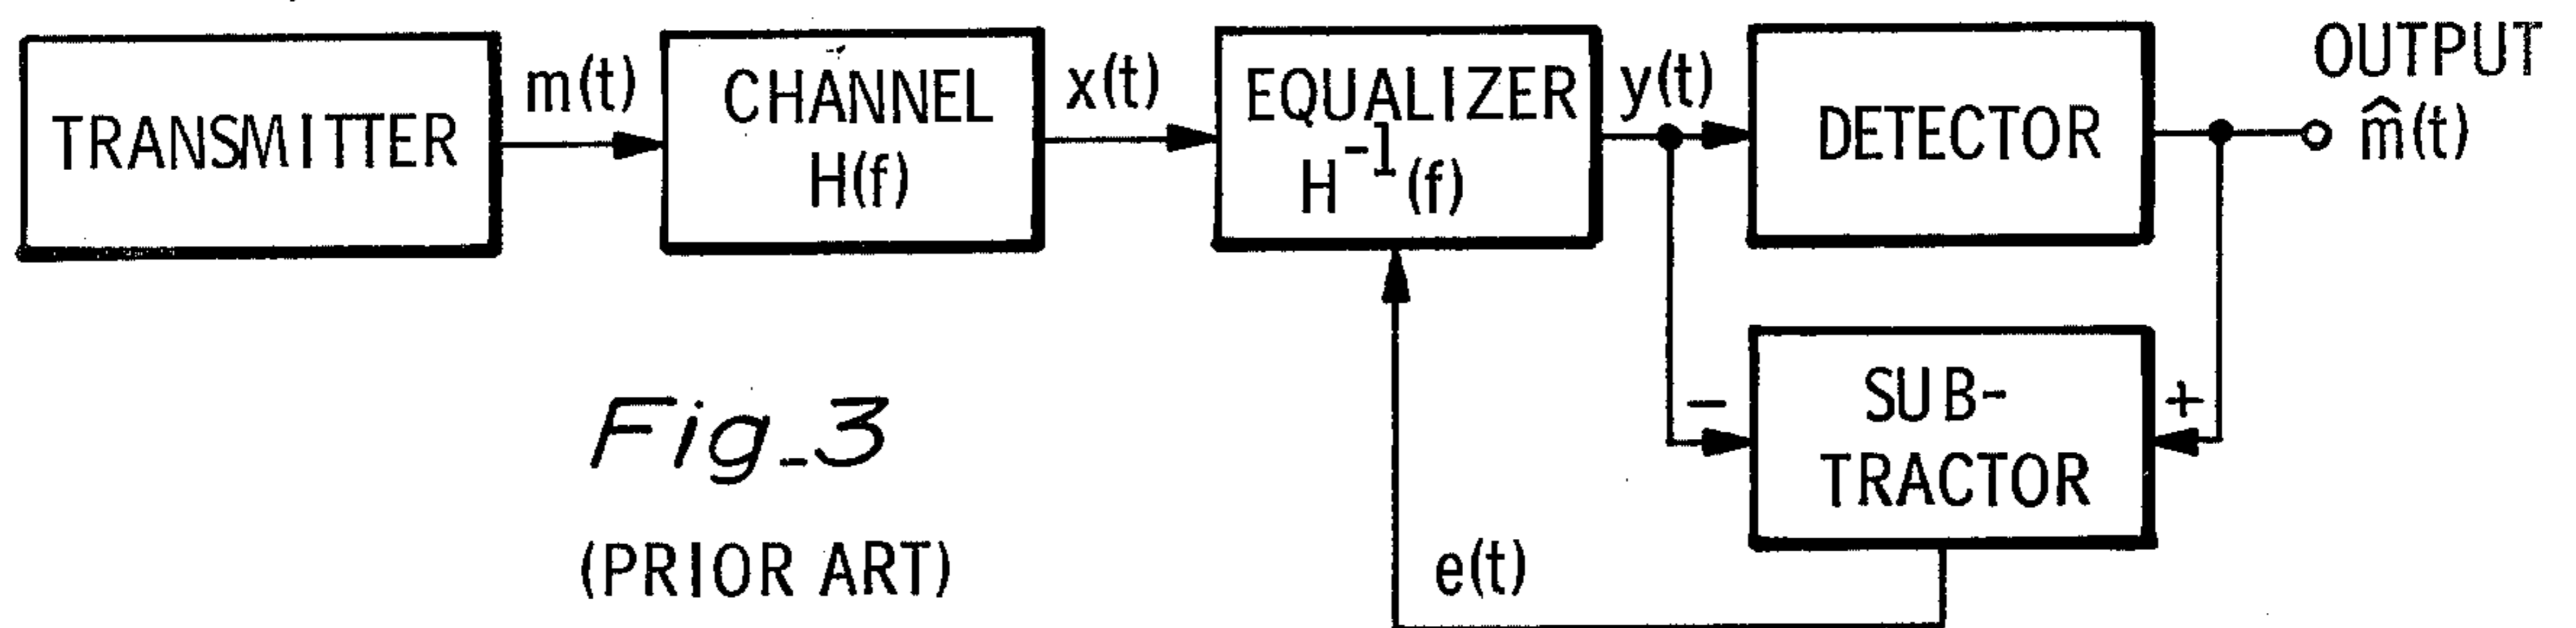 TRANSMITTER
m(t)
CHANNEL
H(f)
x(t)
EQUALIZER
H⁻¹(f)
y(t)
DETECTOR
OUTPUT
m̂(t)
−
SUB-
TRACTOR
+
e(t)
Fig_3
(PRIOR ART)